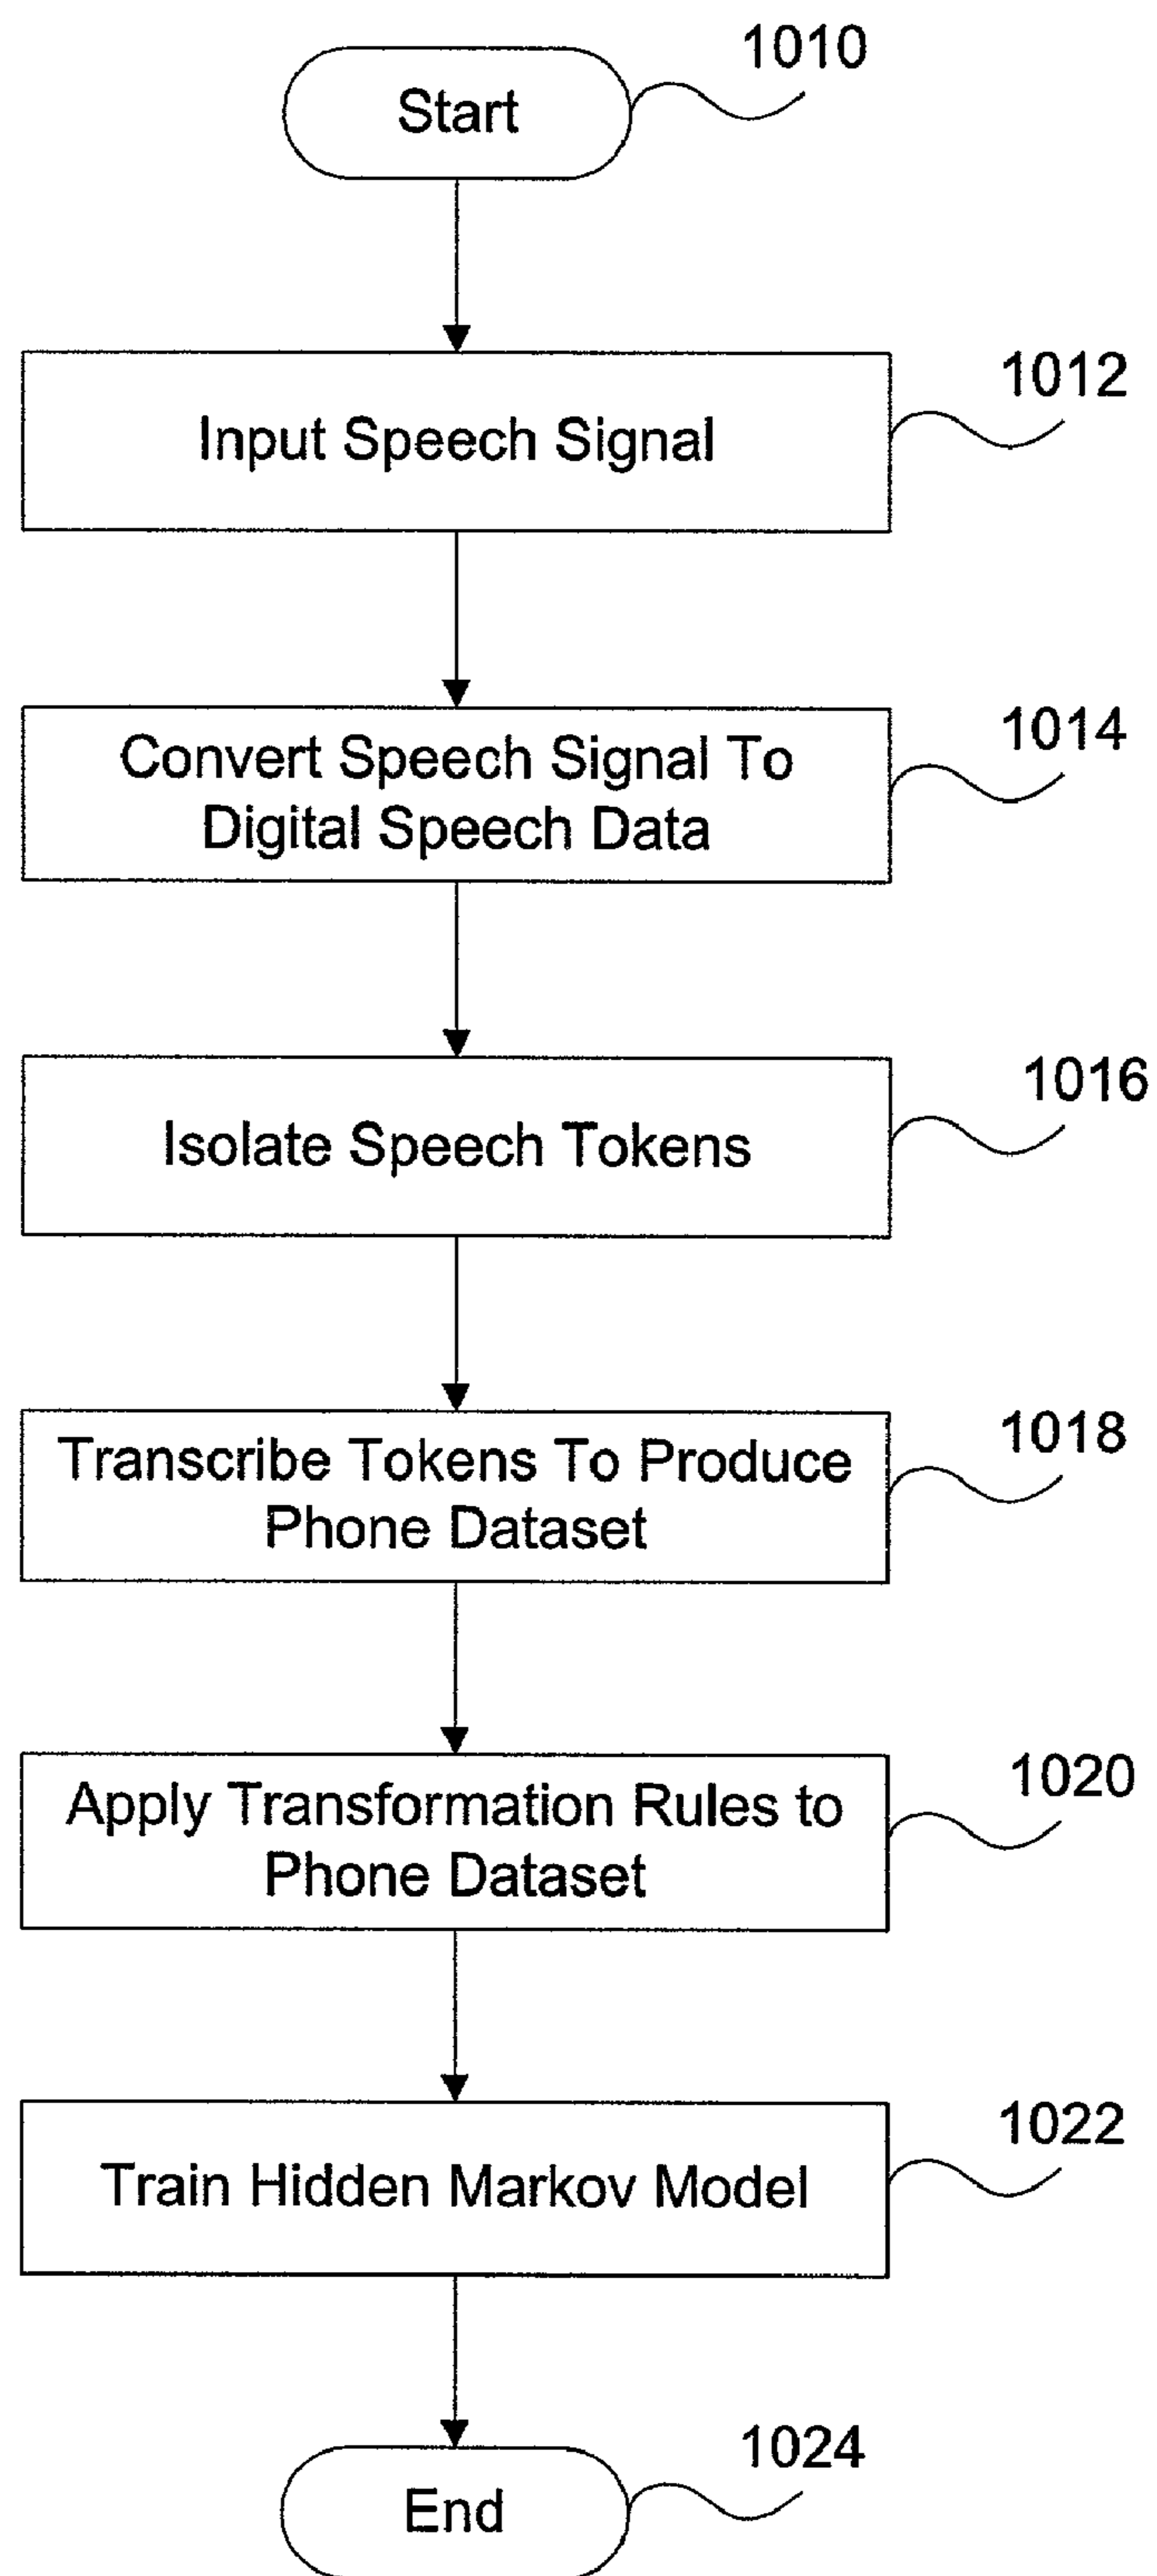 1010
Start
1012
Input Speech Signal
1014
Convert Speech Signal To
Digital Speech Data
1016
Isolate Speech Tokens
1018
Transcribe Tokens To Produce
Phone Dataset
1020
Apply Transformation Rules to
Phone Dataset
1022
Train Hidden Markov Model
1024
End